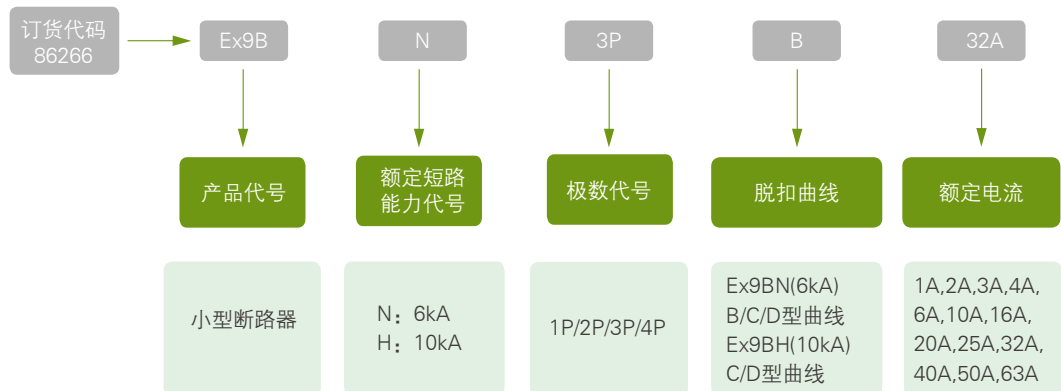 订货代码
86266
Ex9B
N
3P
B
32A
产品代号
额定短路
能力代号
极数代号
脱扣曲线
额定电流
小型断路器
N：6kA
H：10kA
1P/2P/3P/4P
Ex9BN(6kA)
B/C/D型曲线
Ex9BH(10kA)
C/D型曲线
1A,2A,3A,4A,
6A,10A,16A,
20A,25A,32A,
40A,50A,63A